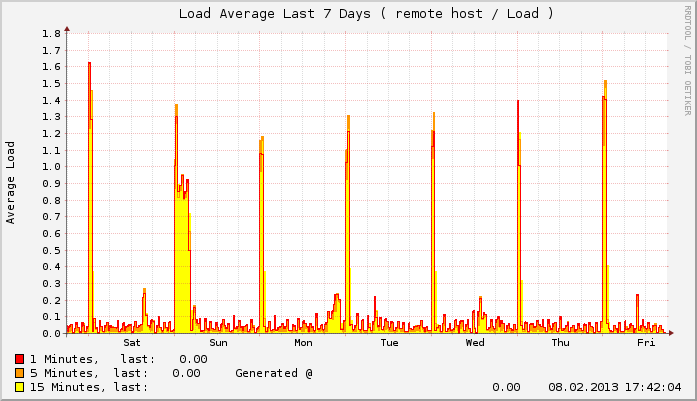 Load Average Last 7 Days ( remote host / Load )
RRDTOOL / TOBI OETIKER
Average Load
1.8
1.7
1.6
1.5
1.4
1.3
1.2
1.1
1.0
0.9
0.8
0.7
0.6
0.5
0.4
0.3
0.2
0.1
0.0
Sat Sun Mon Tue Wed Thu Fri
1 Minutes, last: 0.00
5 Minutes, last: 0.00 Generated @
15 Minutes, last: 0.00 08.02.2013 17:42:04